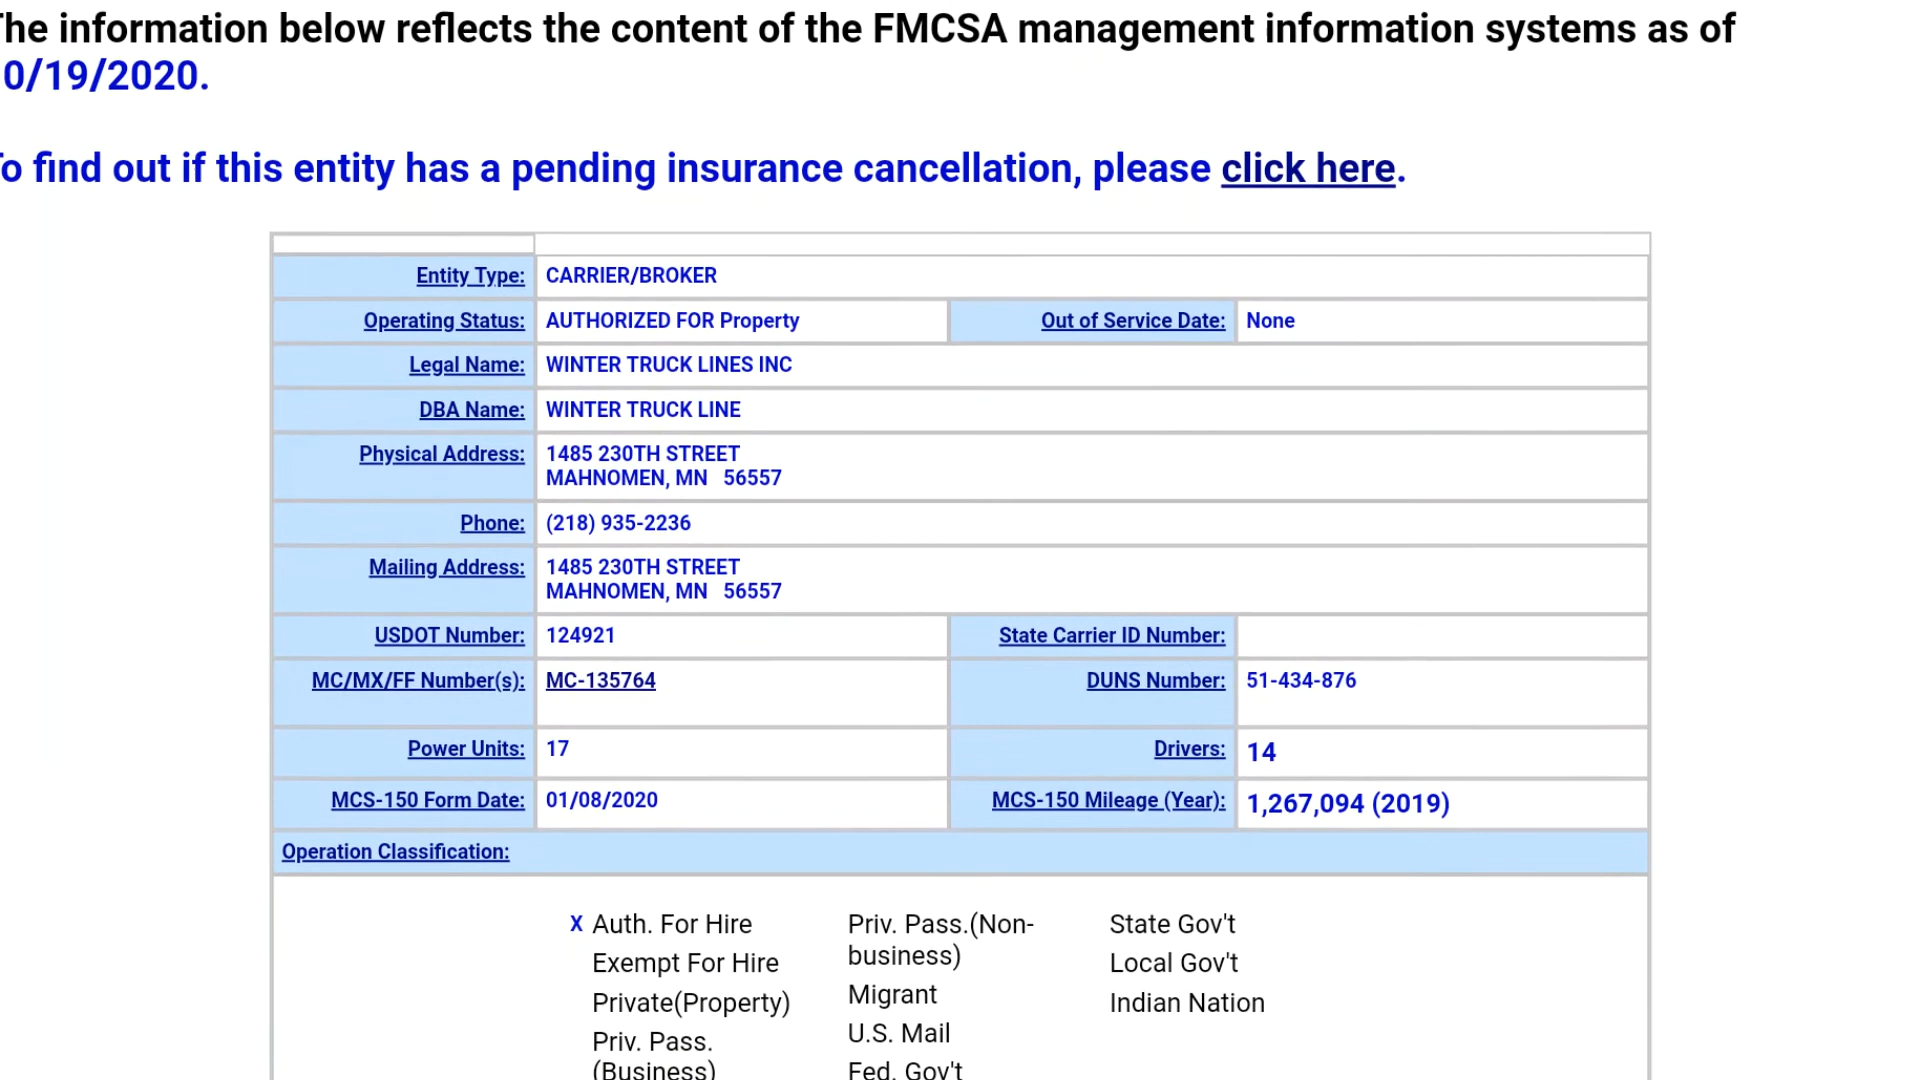 The information below reflects the content of the FMCSA management information systems as of
0/19/2020.
To find out if this entity has a pending insurance cancellation, please click here.
Entity Type: CARRIER/BROKER
Operating Status: AUTHORIZED FOR Property Out of Service Date: None
Legal Name: WINTER TRUCK LINES INC
DBA Name: WINTER TRUCK LINE
Physical Address: 1485 230TH STREET
MAHNOMEN, MN 56557
Phone: (218) 935-2236
Mailing Address: 1485 230TH STREET
MAHNOMEN, MN 56557
USDOT Number: 124921 State Carrier ID Number:
MC/MX/FF Number(s): MC-135764 DUNS Number: 51-434-876
Power Units: 17 Drivers: 14
MCS-150 Form Date: 01/08/2020 MCS-150 Mileage (Year): 1,267,094 (2019)
Operation Classification:
X Auth. For Hire
Exempt For Hire
Private(Property)
Priv. Pass.
(Business)
Priv. Pass.(Non-
business)
Migrant
U.S. Mail
Fed. Gov't
State Gov't
Local Gov't
Indian Nation